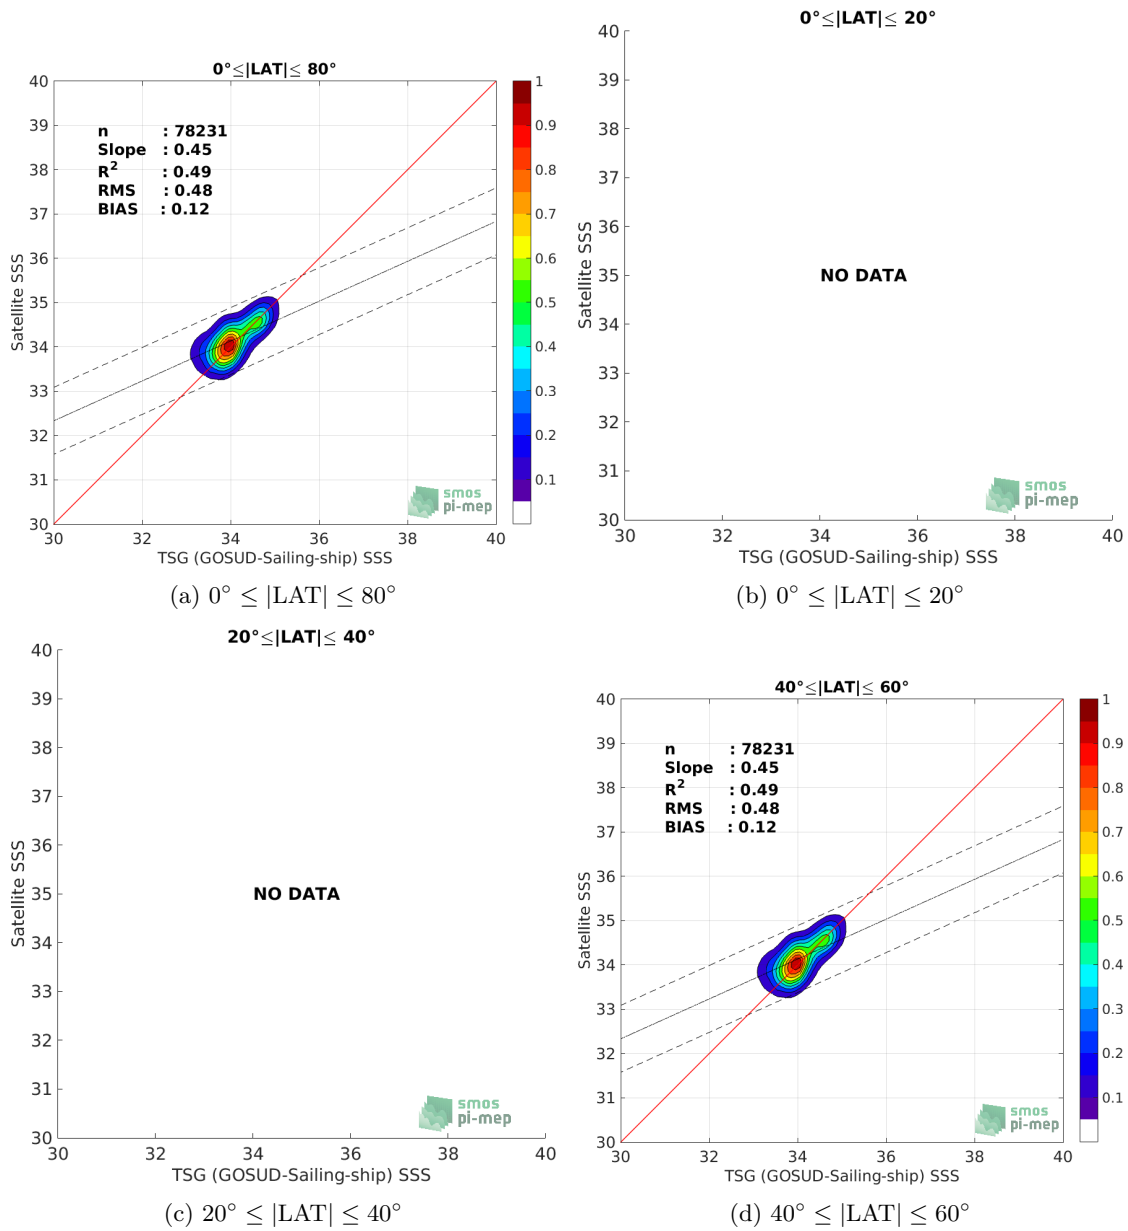 0°≤|LAT|≤ 80°
40
39
38
37
36
35
34
33
32
31
30
Satellite SSS
n : 78231
Slope : 0.45
R² : 0.49
RMS : 0.48
BIAS : 0.12
smos
pi-mep
30 32 34 36 38 40
TSG (GOSUD-Sailing-ship) SSS
1
0.9
0.8
0.7
0.6
0.5
0.4
0.3
0.2
0.1
(a) 0° ≤ |LAT| ≤ 80°
0°≤|LAT|≤ 20°
40
39
38
37
36
35
34
33
32
31
30
Satellite SSS
NO DATA
smos
pi-mep
30 32 34 36 38 40
TSG (GOSUD-Sailing-ship) SSS
(b) 0° ≤ |LAT| ≤ 20°
20°≤|LAT|≤ 40°
40
39
38
37
36
35
34
33
32
31
30
Satellite SSS
NO DATA
smos
pi-mep
30 32 34 36 38 40
TSG (GOSUD-Sailing-ship) SSS
(c) 20° ≤ |LAT| ≤ 40°
40°≤|LAT|≤ 60°
40
39
38
37
36
35
34
33
32
31
30
Satellite SSS
n : 78231
Slope : 0.45
R² : 0.49
RMS : 0.48
BIAS : 0.12
smos
pi-mep
30 32 34 36 38 40
TSG (GOSUD-Sailing-ship) SSS
1
0.9
0.8
0.7
0.6
0.5
0.4
0.3
0.2
0.1
(d) 40° ≤ |LAT| ≤ 60°